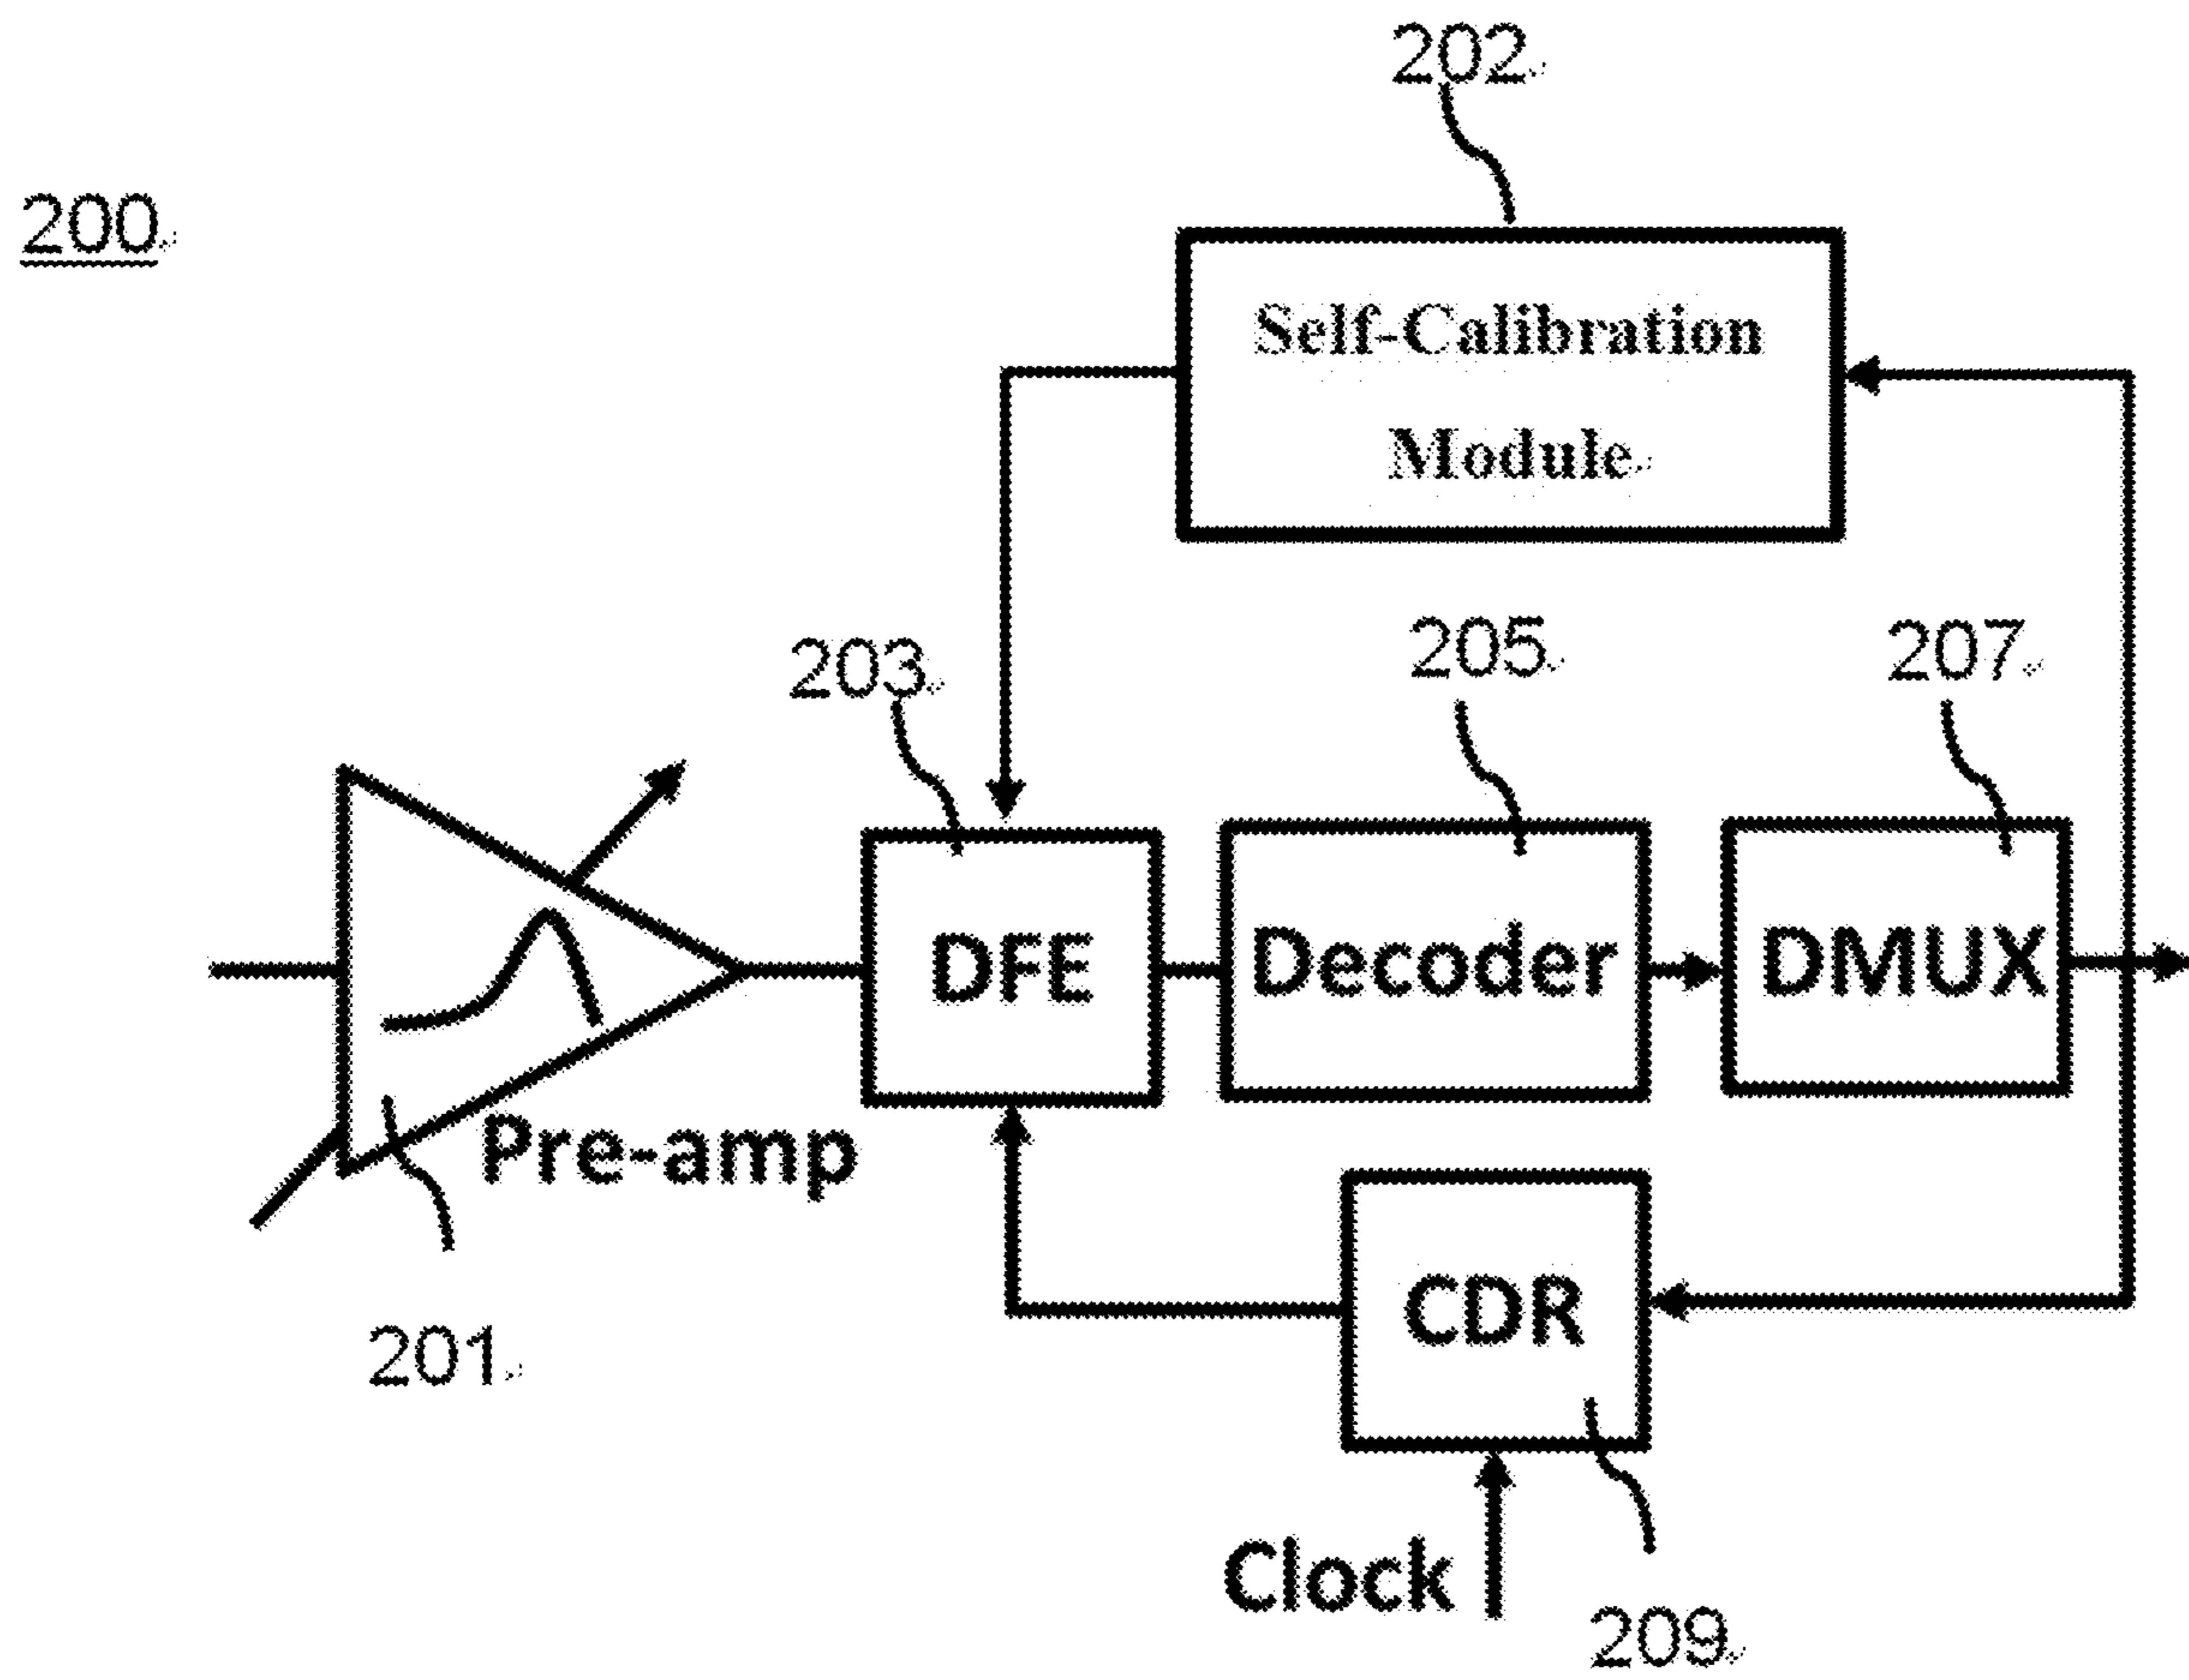 202
200
Self-Calibration
Module
203
205
207
DFE
Decoder
DMUX
Pre-amp
201
CDR
Clock
209